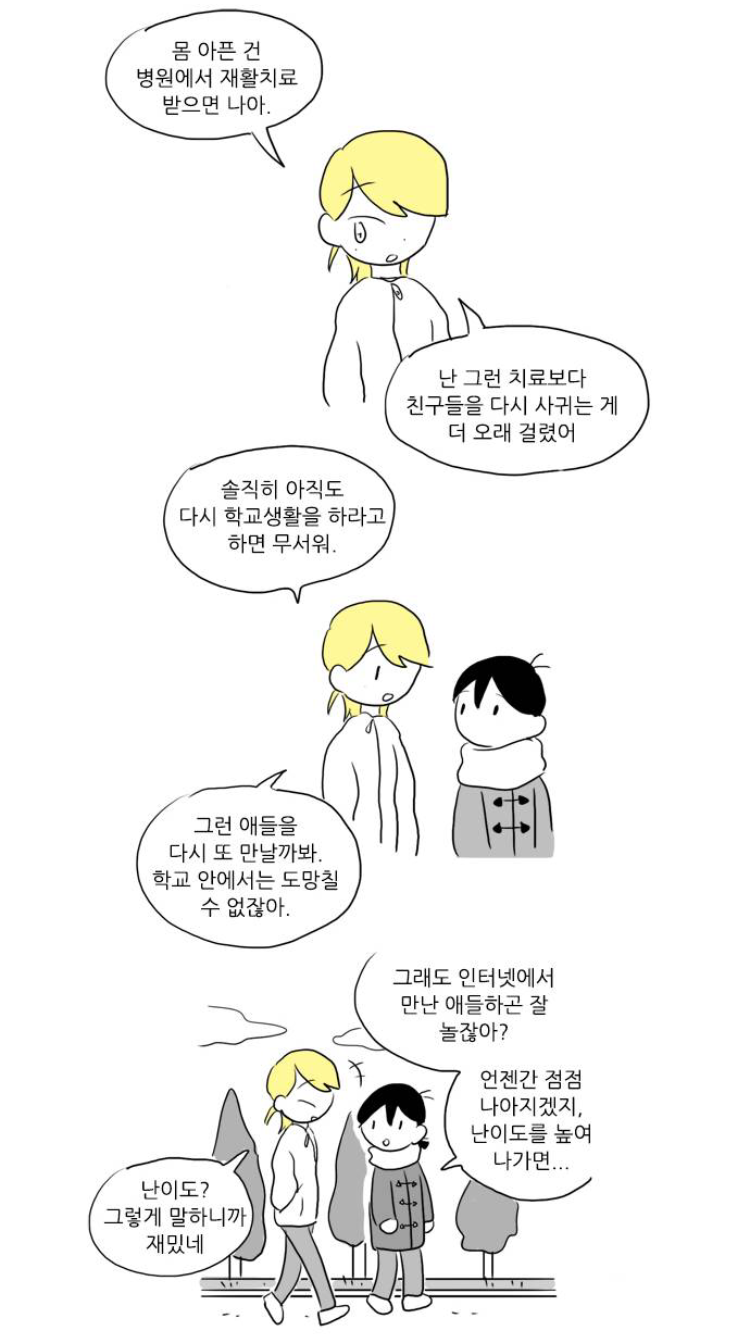 몸 아픈 건
병원에서 재활치료
받으면 나아.
난 그런 치료보다
친구들을 다시 사귀는 게
더 오래 걸렸어
솔직히 아직도
다시 학교생활을 하라고
하면 무서워.
그런 애들을
다시 또 만날까봐.
학교 안에서는 도망칠
수 없잖아.
그래도 인터넷에서
만난 애들하곤 잘
놀잖아?
언젠간 점점
나아지겠지,
난이도를 높여
나가면...
난이도?
그렇게 말하니까
재밌네